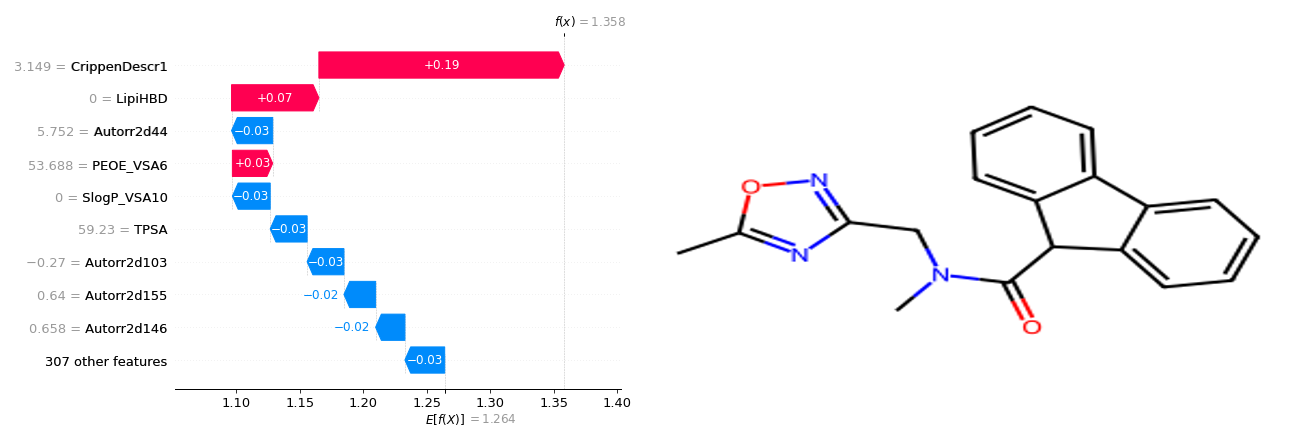 f(x) = 1.358
3.149 = CrippenDescr1
+0.19
0 = LipiHBD
+0.07
5.752 = Autorr2d44
−0.03
53.688 = PEOE_VSA6
+0.03
0 = SlogP_VSA10
−0.03
59.23 = TPSA
−0.03
−0.27 = Autorr2d103
−0.03
0.64 = Autorr2d155
−0.02
0.658 = Autorr2d146
−0.02
307 other features
−0.03
1.10 1.15 1.20 1.25 1.30 1.35 1.40
E[f(X)] = 1.264
O
N
N
N
O